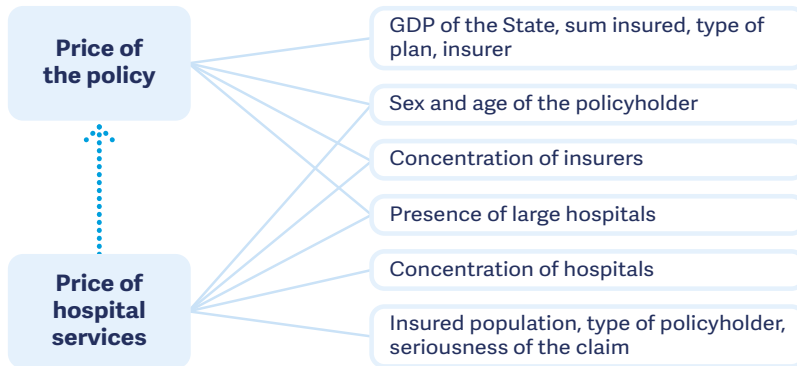 Price of
the policy
GDP of the State, sum insured, type of
plan, insurer
Sex and age of the policyholder
Concentration of insurers
Presence of large hospitals
Price of
hospital
services
Concentration of hospitals
Insured population, type of policyholder,
seriousness of the claim